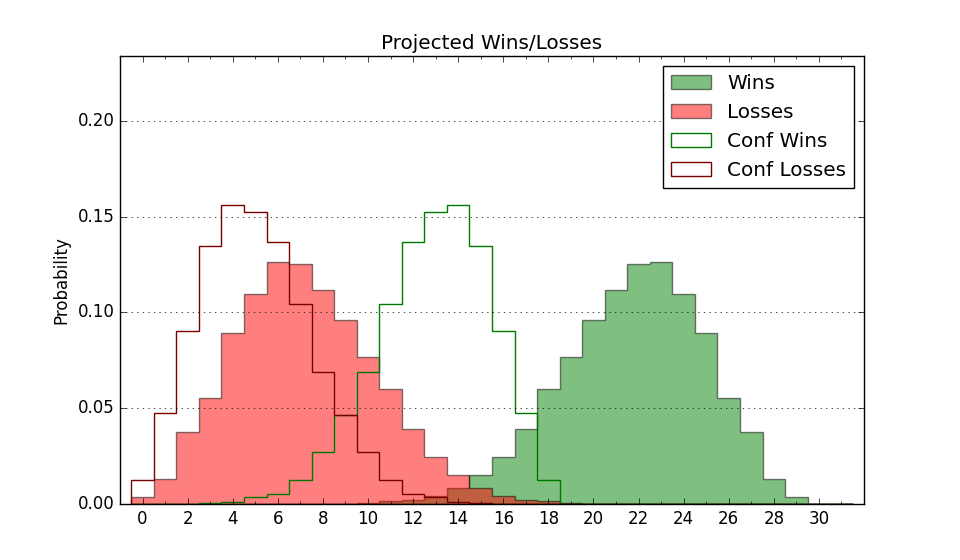 Projected Wins/Losses
Wins
Losses
Conf Wins
Conf Losses
Probability
0.20
0.15
0.10
0.05
0.00
0 2 4 6 8 10 12 14 16 18 20 22 24 26 28 30